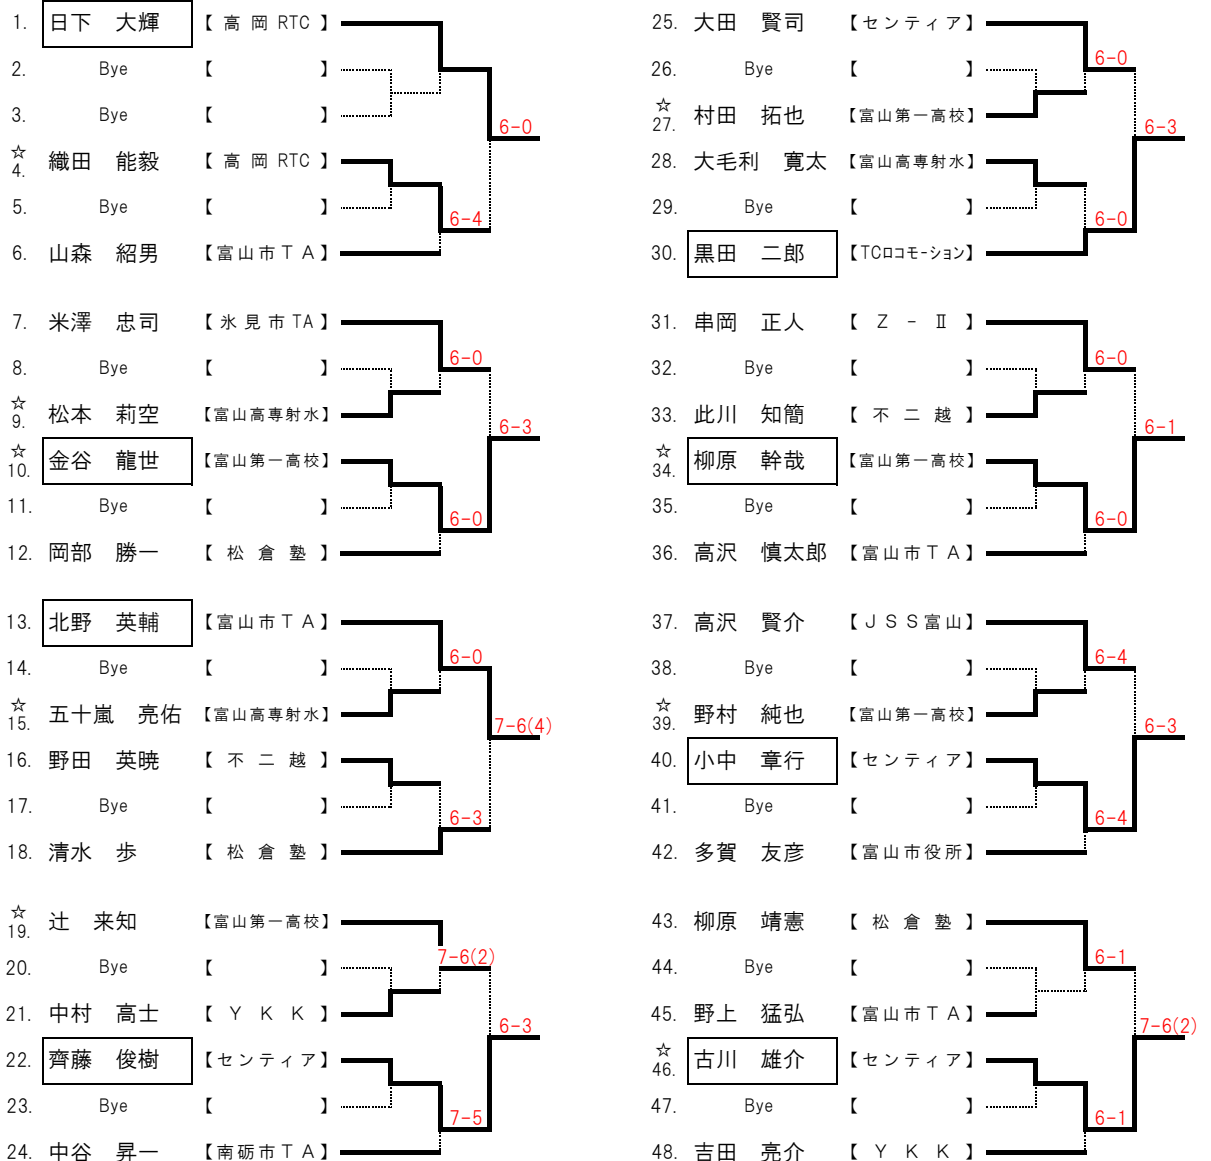 1. 日下　大輝 【 高 岡 RTC 】
2. Bye 【 】
3. Bye 【 】
6-0
☆
4. 織田　能毅 【 高 岡 RTC 】
5. Bye 【 】
6-4
6. 山森　紹男 【富山市ＴＡ】
7. 米澤　忠司 【 氷 見 市 TA 】
8. Bye 【 】
6-0
☆
9. 松本　莉空 【富山高専射水】
6-3
☆
10. 金谷　龍世 【富山第一高校】
11. Bye 【 】
6-0
12. 岡部　勝一 【 松 倉 塾 】
13. 北野　英輔 【富山市ＴＡ】
14. Bye 【 】
6-0
☆
15. 五十嵐　亮佑 【富山高専射水】
7-6(4)
16. 野田　英暁 【 不 二 越 】
17. Bye 【 】
6-3
18. 清水　歩 【 松 倉 塾 】
☆
19. 辻　来知 【富山第一高校】
7-6(2)
20. Bye 【 】
21. 中村　高士 【 Ｙ Ｋ Ｋ 】
6-3
22. 齊藤　俊樹 【センティア】
23. Bye 【 】
7-5
24. 中谷　昇一 【南砺市ＴＡ】
25. 大田　賢司 【センティア】
6-0
26. Bye 【 】
☆
27. 村田　拓也 【富山第一高校】
6-3
28. 大毛利　寛太 【富山高専射水】
29. Bye 【 】
6-0
30. 黒田　二郎 【TCロコモーション】
31. 串岡　正人 【 Ｚ － Ⅱ 】
6-0
32. Bye 【 】
33. 此川　知簡 【 不 二 越 】
6-1
☆
34. 柳原　幹哉 【富山第一高校】
35. Bye 【 】
6-0
36. 高沢　慎太郎 【富山市ＴＡ】
37. 高沢　賢介 【ＪＳＳ富山】
6-4
38. Bye 【 】
☆
39. 野村　純也 【富山第一高校】
6-3
40. 小中　章行 【センティア】
41. Bye 【 】
6-4
42. 多賀　友彦 【富山市役所】
43. 柳原　靖憲 【 松 倉 塾 】
6-1
44. Bye 【 】
45. 野上　猛弘 【富山市ＴＡ】
7-6(2)
☆
46. 古川　雄介 【センティア】
47. Bye 【 】
6-1
48. 吉田　亮介 【 Ｙ Ｋ Ｋ 】